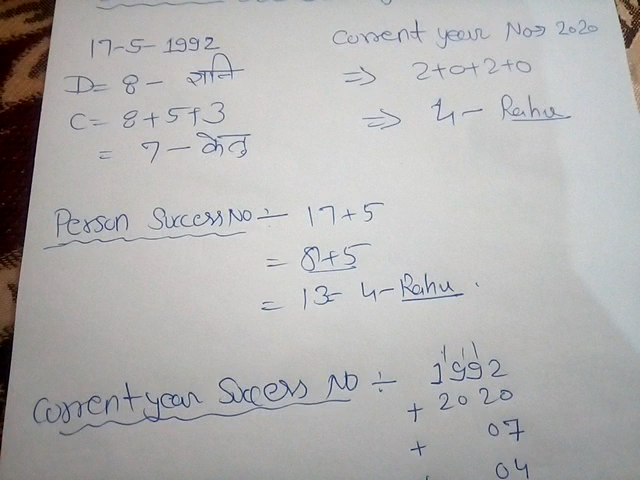 17-5-1992
D = 8 - शनि
C = 8+5+3
= 7 - केतु
Current year No → 2020
⇒ 2+0+2+0
⇒ 4 - Rahu
Person Success No :- 17+5
= 8+5
= 13 = 4 - Rahu.
Current year Success No :- 1992
+ 2020
+ 07
+ 04